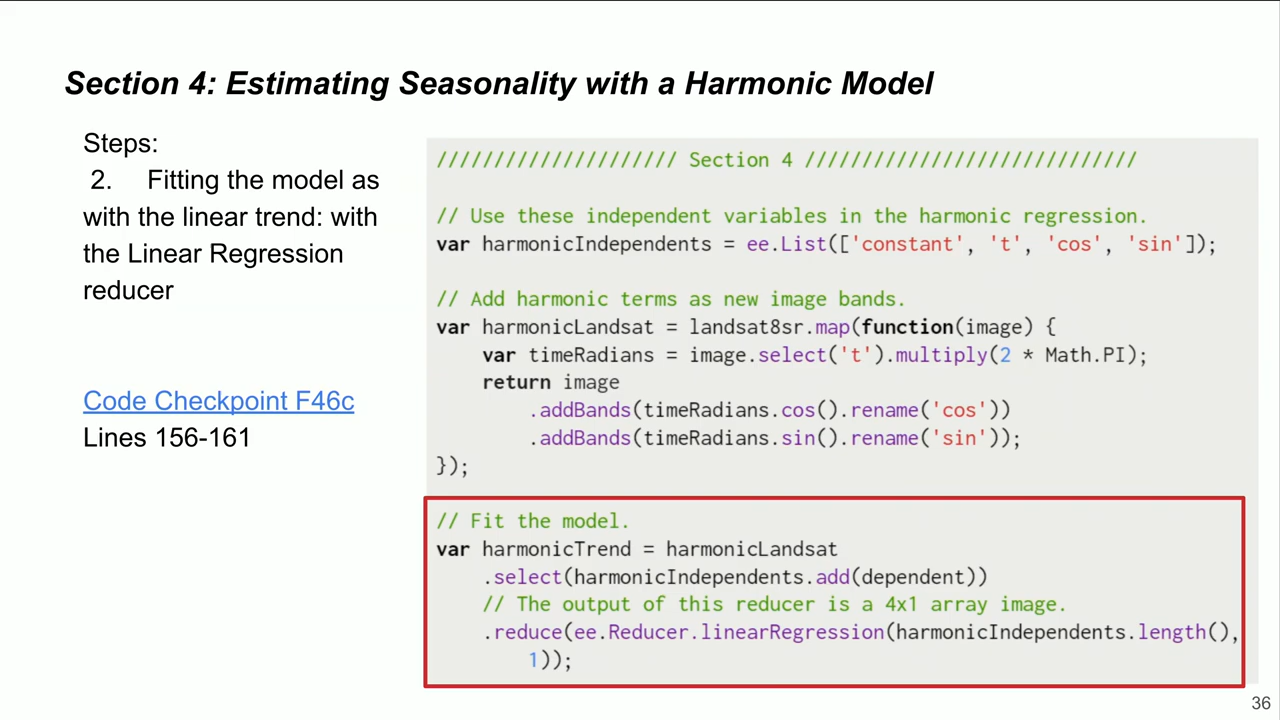 Section 4: Estimating Seasonality with a Harmonic Model
Steps:
2. Fitting the model as
with the linear trend: with
the Linear Regression
reducer
Code Checkpoint F46c
Lines 156-161
///////////////////// Section 4 /////////////////////////////
// Use these independent variables in the harmonic regression.
var harmonicIndependents = ee.List(['constant', 't', 'cos', 'sin']);
// Add harmonic terms as new image bands.
var harmonicLandsat = landsat8sr.map(function(image) {
var timeRadians = image.select('t').multiply(2 * Math.PI);
return image
.addBands(timeRadians.cos().rename('cos'))
.addBands(timeRadians.sin().rename('sin'));
});
// Fit the model.
var harmonicTrend = harmonicLandsat
.select(harmonicIndependents.add(dependent))
// The output of this reducer is a 4x1 array image.
.reduce(ee.Reducer.linearRegression(harmonicIndependents.length(),
1));
36